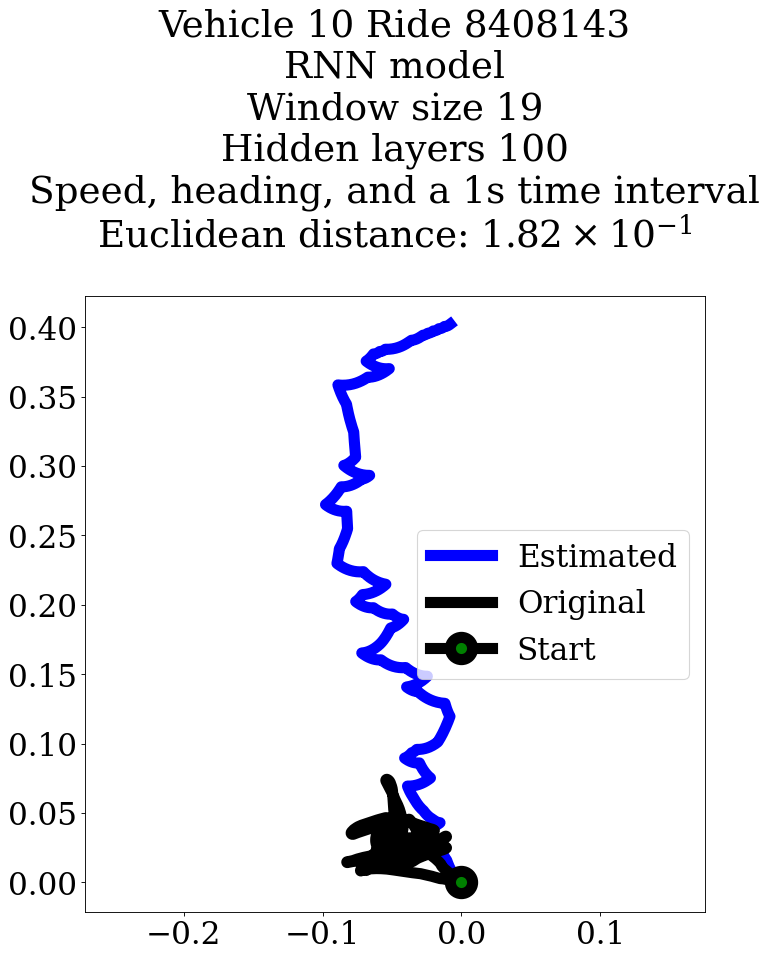 Vehicle 10 Ride 8408143
RNN model
Window size 19
Hidden layers 100
Speed, heading, and a 1s time interval
Euclidean distance: 1.82 × 10⁻¹
0.40
0.35
0.30
0.25
0.20
0.15
0.10
0.05
0.00
Estimated
Original
Start
−0.2
−0.1
0.0
0.1